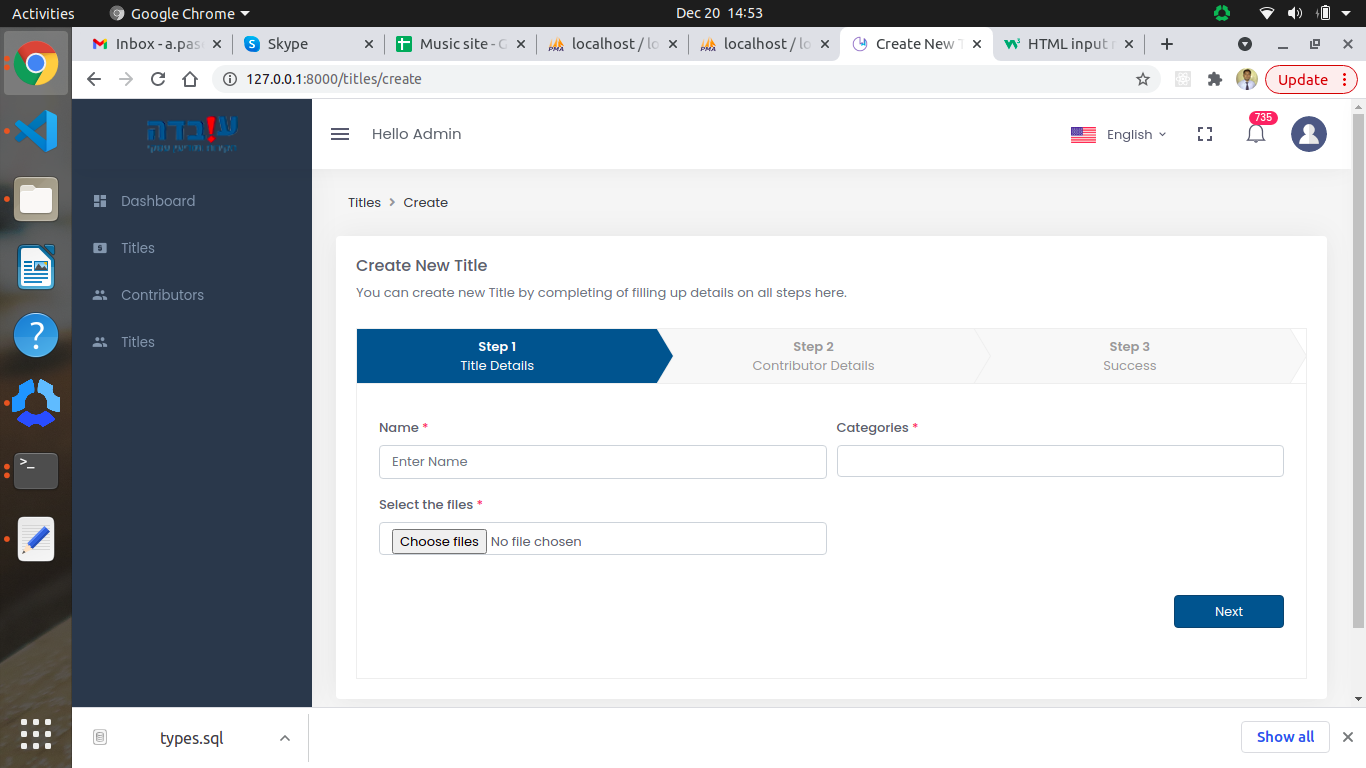 Activities
Google Chrome
Dec 20 14:53
Inbox - a.pas
Skype
Music site - G
localhost / lo
localhost / lo
Create New T
HTML input
127.0.0.1:8000/titles/create
Update
עובדה
Hello Admin
English
735
Dashboard
Titles
Contributors
Titles
Titles > Create
Create New Title
You can create new Title by completing of filling up details on all steps here.
Step 1
Title Details
Step 2
Contributor Details
Step 3
Success
Name *
Categories *
Enter Name
Select the files *
Choose files No file chosen
Next
types.sql
Show all